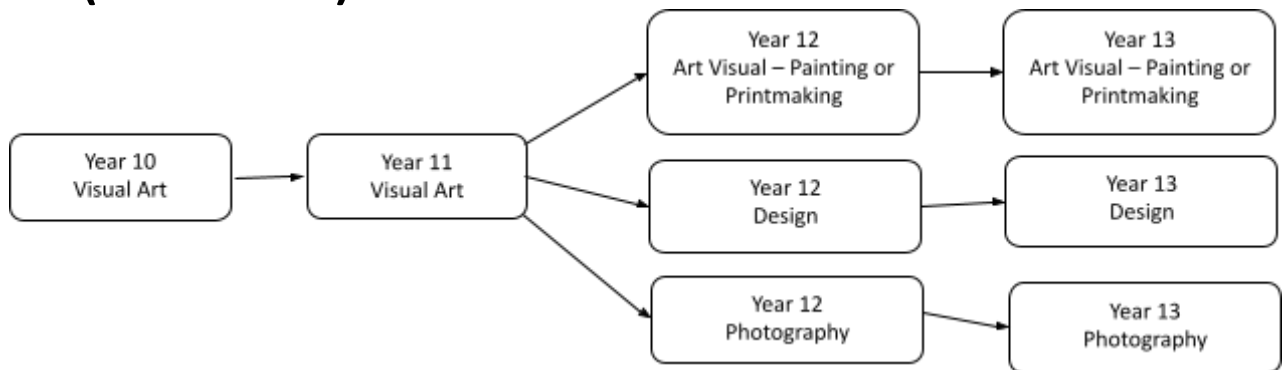 Year 10
Visual Art
Year 11
Visual Art
Year 12
Art Visual – Painting or
Printmaking
Year 13
Art Visual – Painting or
Printmaking
Year 12
Design
Year 13
Design
Year 12
Photography
Year 13
Photography